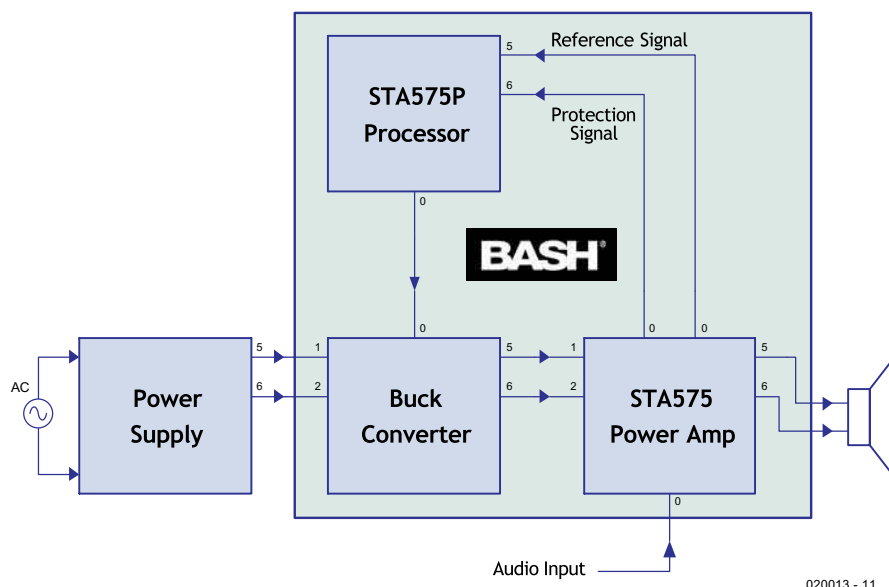 5
Reference Signal
6
Protection
Signal
STA575P
Processor
0
BASH®
0
0
0
AC
Power
Supply
5
6
1
2
Buck
Converter
5
6
1
2
STA575
Power Amp
5
6
0
Audio Input
020013 - 11